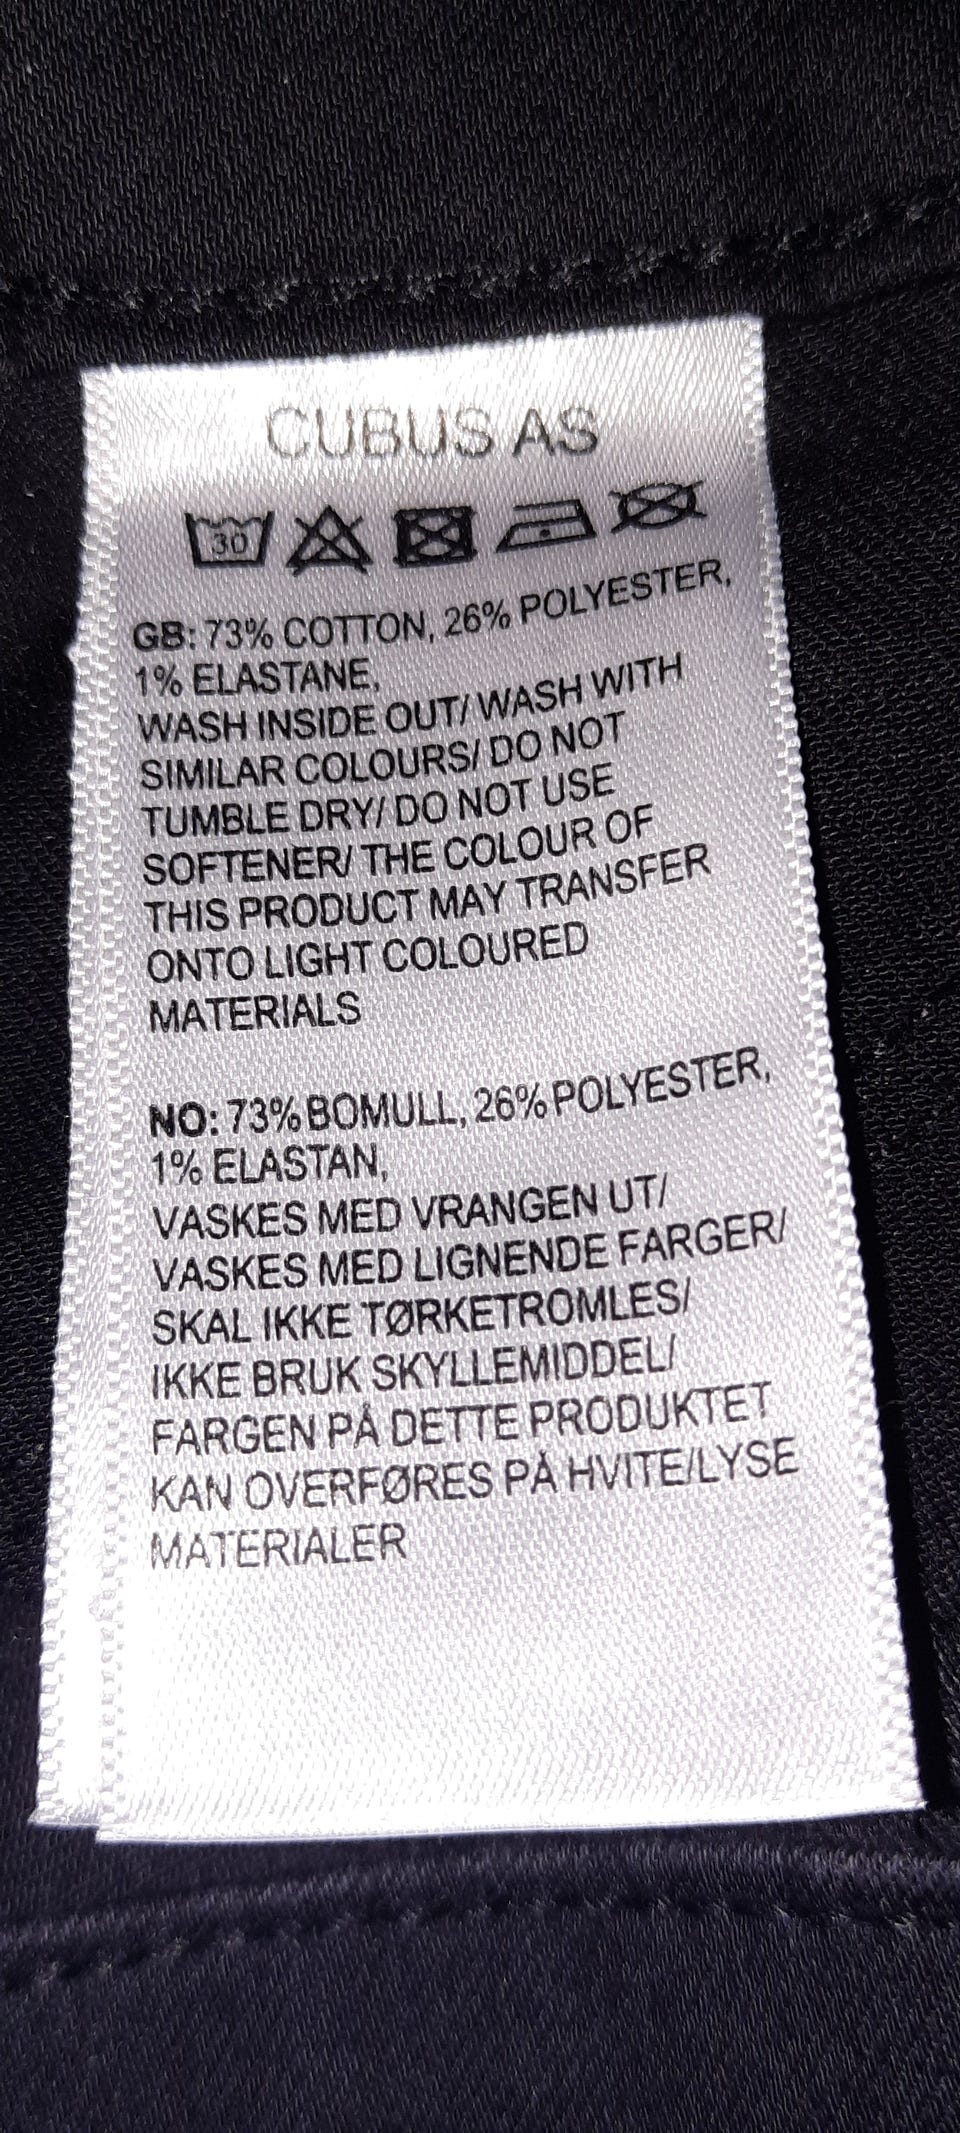 CUBUS AS
30
GB: 73% COTTON, 26% POLYESTER,
1% ELASTANE,
WASH INSIDE OUT/ WASH WITH
SIMILAR COLOURS/ DO NOT
TUMBLE DRY/ DO NOT USE
SOFTENER/ THE COLOUR OF
THIS PRODUCT MAY TRANSFER
ONTO LIGHT COLOURED
MATERIALS
NO: 73% BOMULL, 26% POLYESTER,
1% ELASTAN,
VASKES MED VRANGEN UT/
VASKES MED LIGNENDE FARGER/
SKAL IKKE TØRKETROMLES/
IKKE BRUK SKYLLEMIDDEL/
FARGEN PÅ DETTE PRODUKTET
KAN OVERFØRES PÅ HVITE/LYSE
MATERIALER